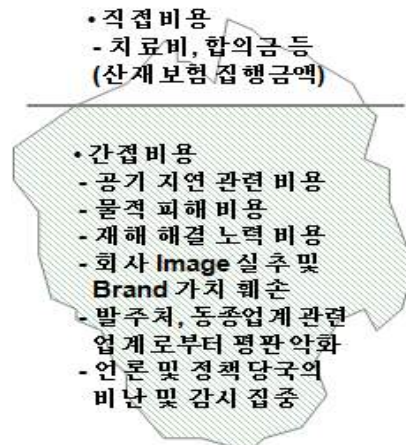 • 직접비용
- 치료비, 합의금 등
(산재보험 집행금액)
• 간접비용
- 공기 지연 관련 비용
- 물적 피해 비용
- 재해 해결 노력 비용
- 회사 Image 실추 및
Brand 가치 훼손
- 발주처, 동종업계 관련
업계로부터 평판악화
- 언론 및 정책당국의
비난 및 감시 집중